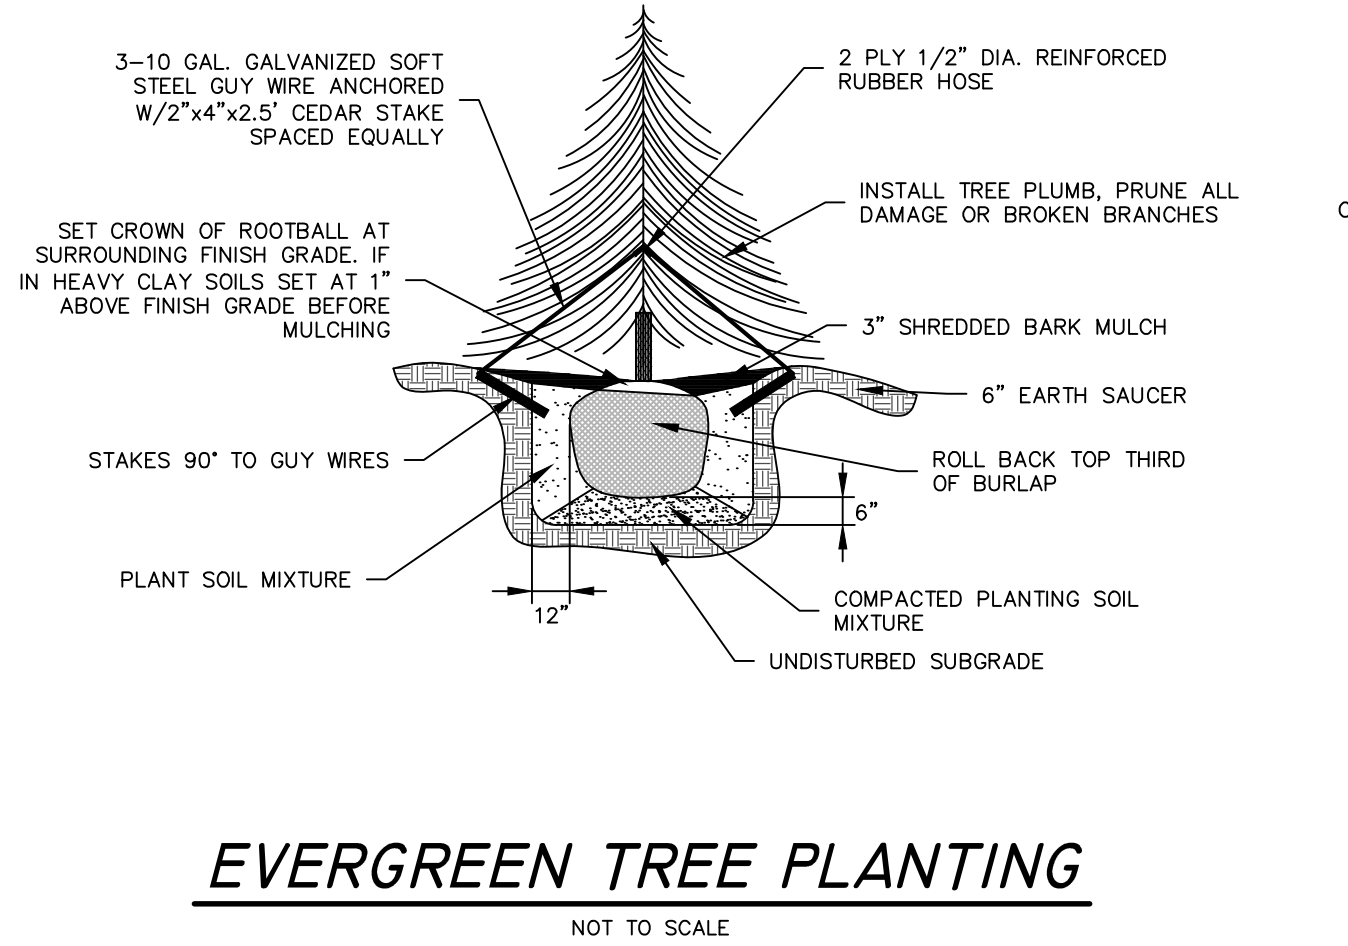 3-10 GAL. GALVANIZED SOFT
STEEL GUY WIRE ANCHORED
W/2"x4"x2.5' CEDAR STAKE
SPACED EQUALLY
2 PLY 1/2" DIA. REINFORCED
RUBBER HOSE
INSTALL TREE PLUMB, PRUNE ALL
DAMAGE OR BROKEN BRANCHES
SET CROWN OF ROOTBALL AT
SURROUNDING FINISH GRADE. IF
IN HEAVY CLAY SOILS SET AT 1"
ABOVE FINISH GRADE BEFORE
MULCHING
3" SHREDDED BARK MULCH
6" EARTH SAUCER
STAKES 90° TO GUY WIRES
ROLL BACK TOP THIRD
OF BURLAP
6"
PLANT SOIL MIXTURE
12"
COMPACTED PLANTING SOIL
MIXTURE
UNDISTURBED SUBGRADE
EVERGREEN TREE PLANTING
NOT TO SCALE